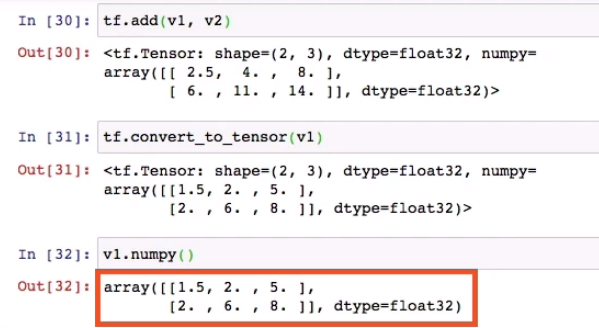 In [30]: tf.add(v1, v2)
Out[30]: <tf.Tensor: shape=(2, 3), dtype=float32, numpy=
array([[ 2.5,  4. ,  8. ],
       [ 6. , 11. , 14. ]], dtype=float32)>
In [31]: tf.convert_to_tensor(v1)
Out[31]: <tf.Tensor: shape=(2, 3), dtype=float32, numpy=
array([[1.5, 2. , 5. ],
       [2. , 6. , 8. ]], dtype=float32)>
In [32]: v1.numpy()
Out[32]: array([[1.5, 2. , 5. ],
       [2. , 6. , 8. ]], dtype=float32)